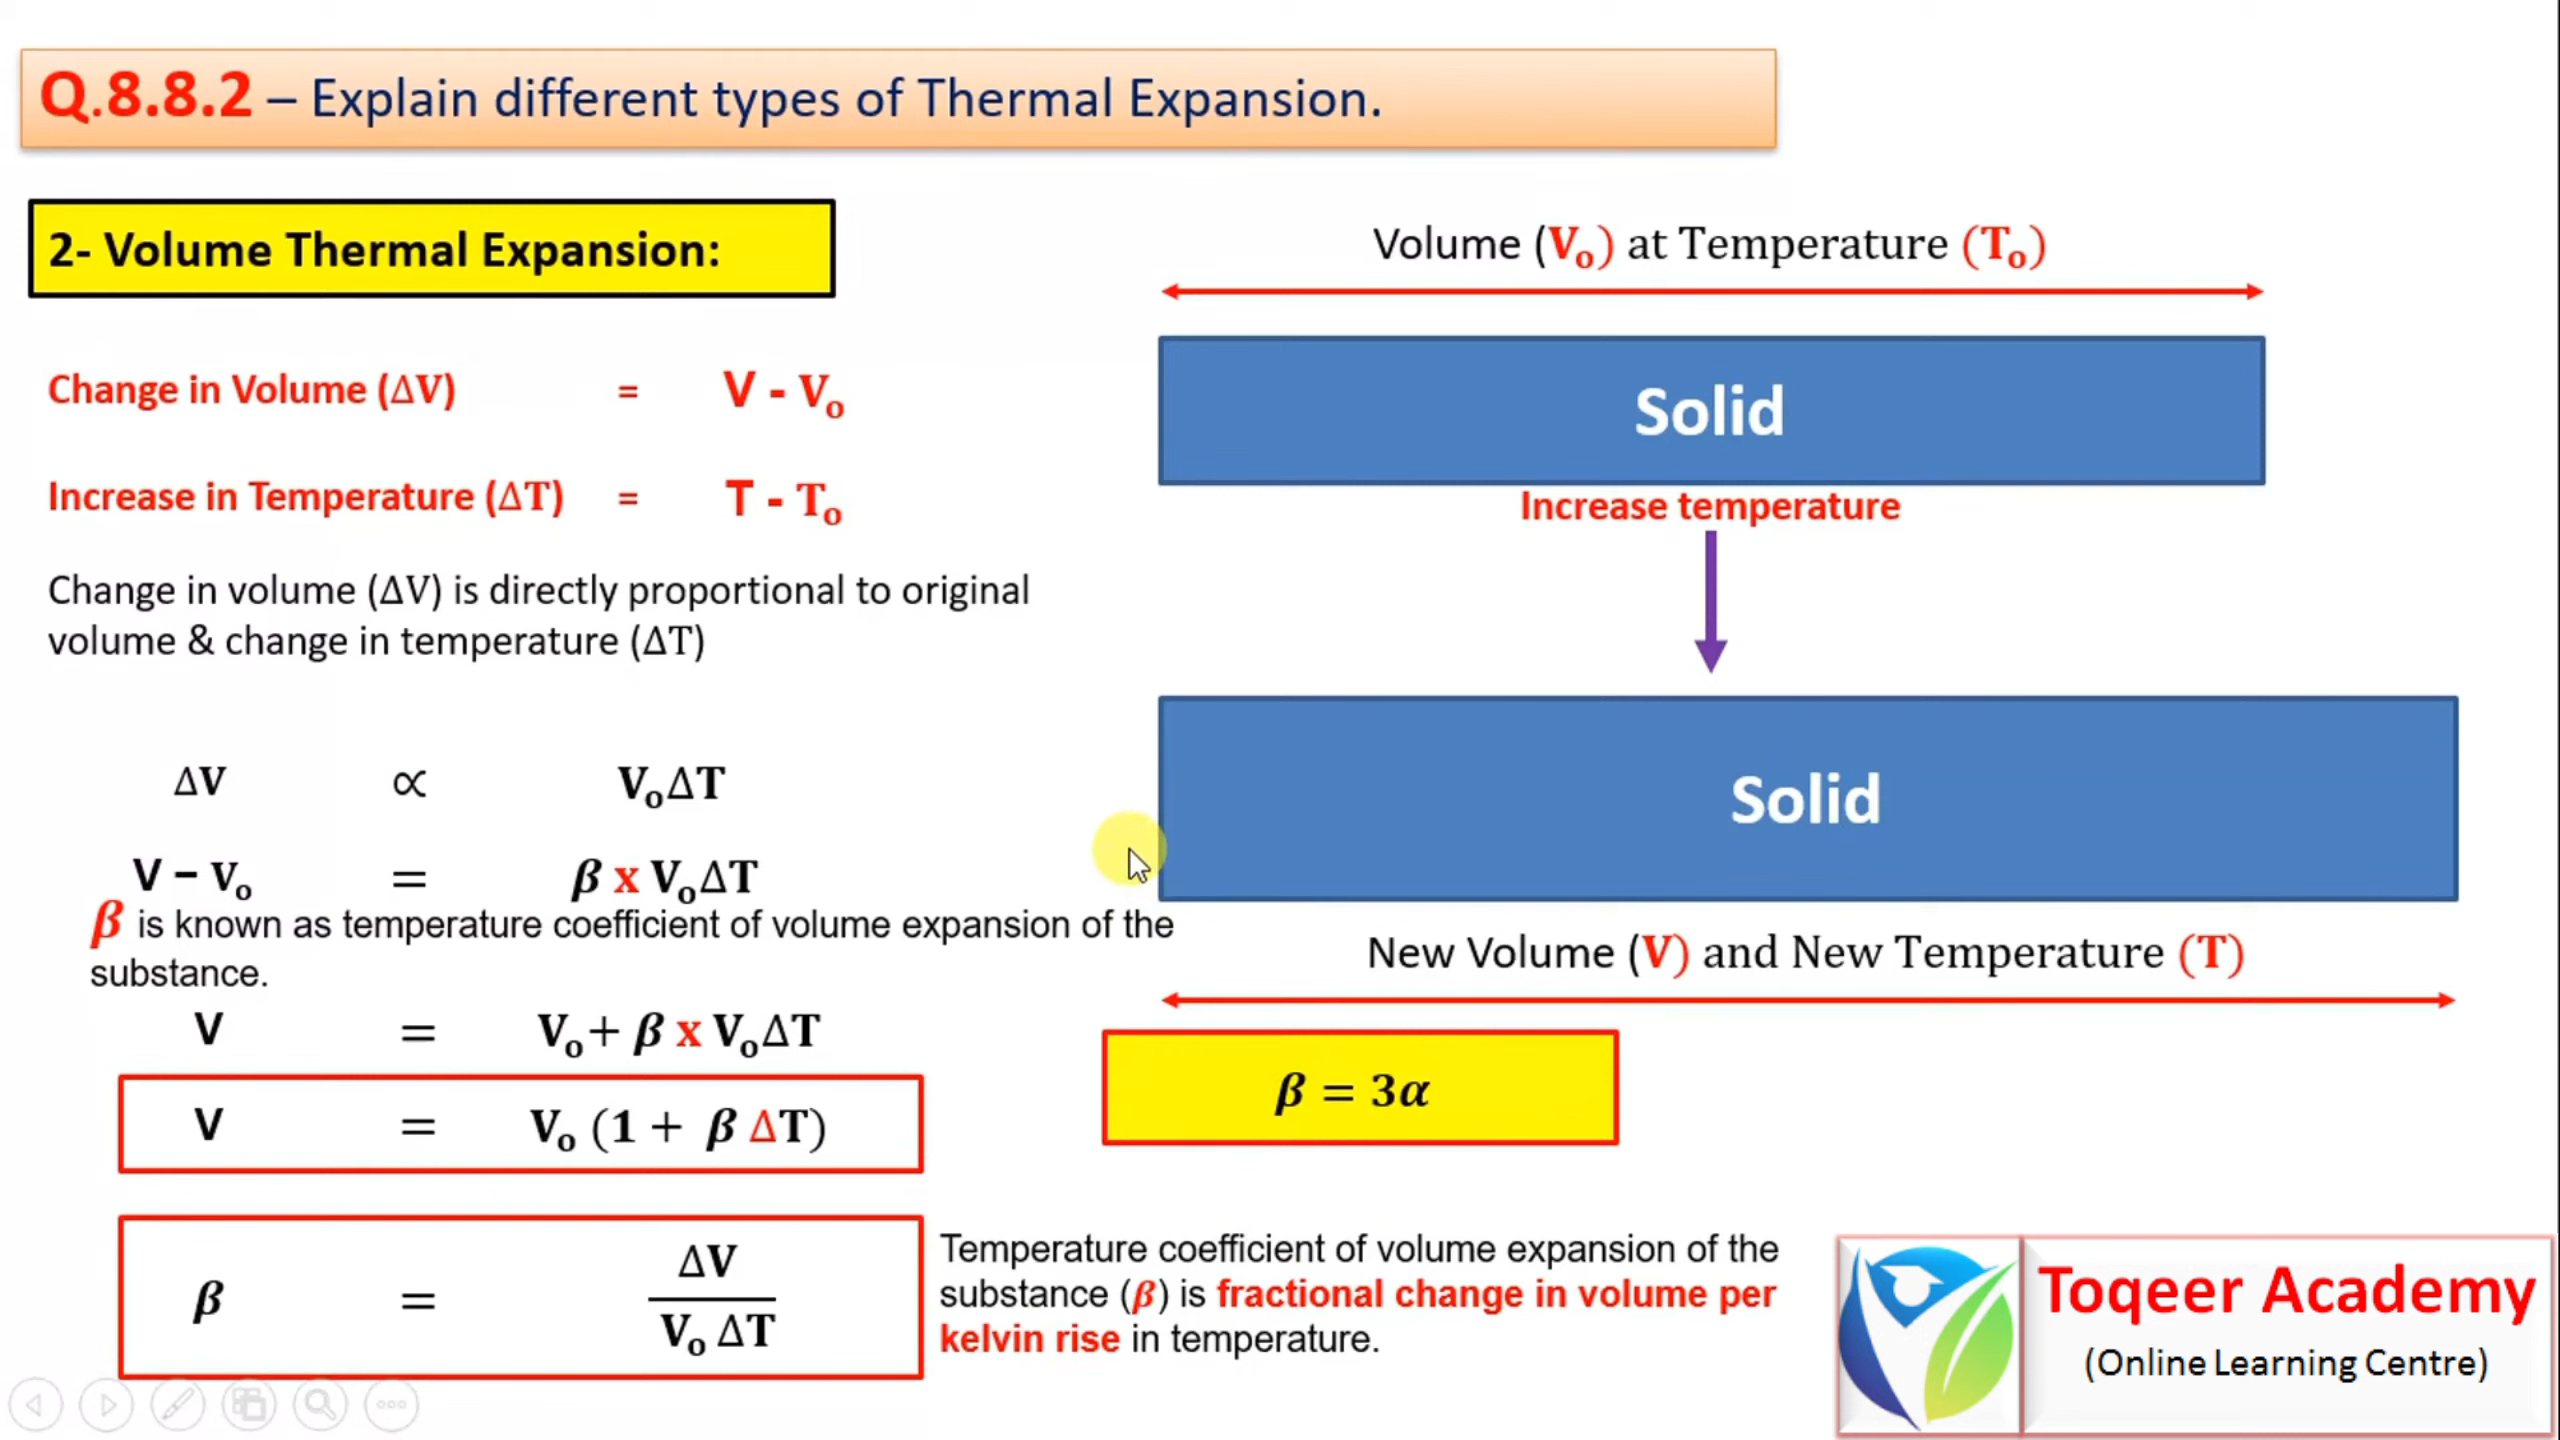 Q.8.8.2 – Explain different types of Thermal Expansion.
2- Volume Thermal Expansion:
Change in Volume (ΔV) = V - Vₒ
Increase in Temperature (ΔT) = T - Tₒ
Change in volume (ΔV) is directly proportional to original
volume & change in temperature (ΔT)
ΔV ∝ VₒΔT
V − Vₒ = β x VₒΔT
β is known as temperature coefficient of volume expansion of the
substance.
V = Vₒ+ β x VₒΔT
V = Vₒ (1 + β ΔT)
β = ΔV / Vₒ ΔT
Volume (Vₒ) at Temperature (Tₒ)
Solid
Increase temperature
Solid
New Volume (V) and New Temperature (T)
β = 3α
Temperature coefficient of volume expansion of the
substance (β) is fractional change in volume per
kelvin rise in temperature.
Toqeer Academy
(Online Learning Centre)